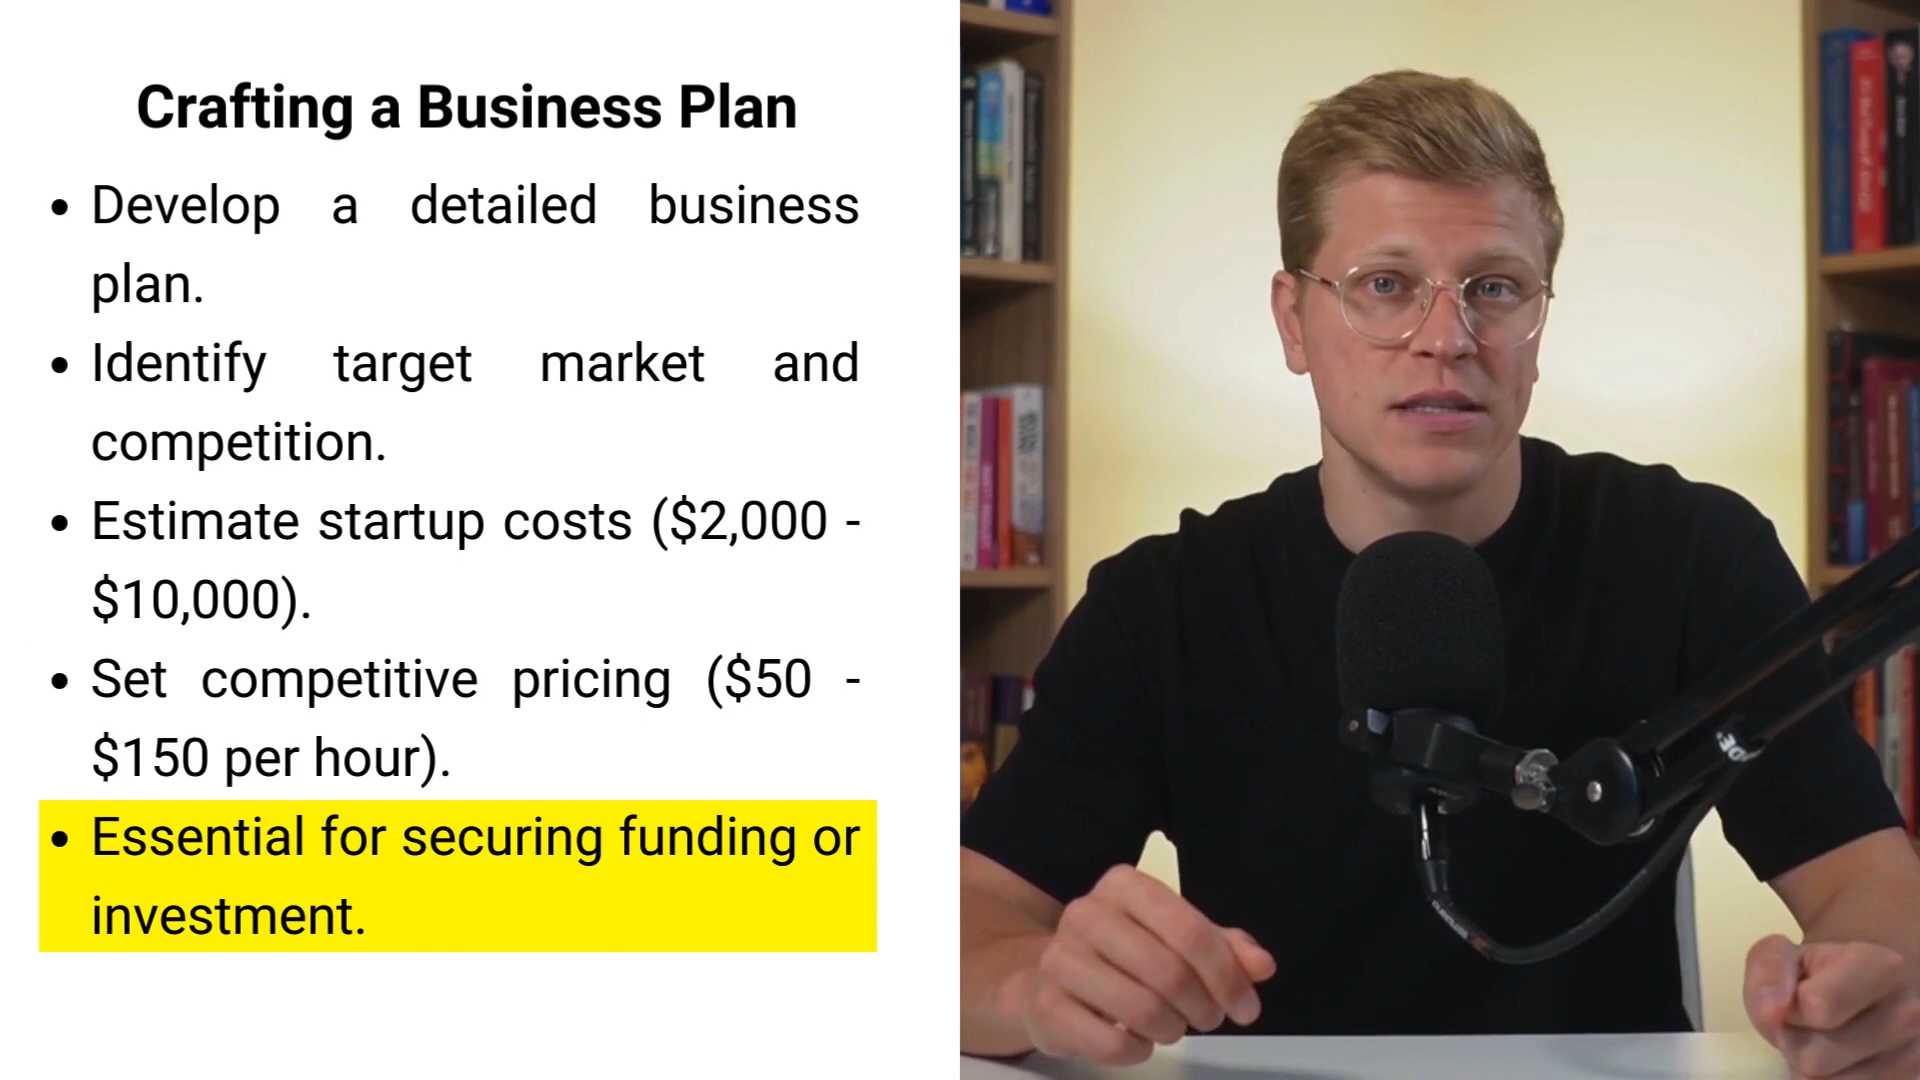 Crafting a Business Plan
• Develop a detailed business
plan.
• Identify target market and
competition.
• Estimate startup costs ($2,000 -
$10,000).
• Set competitive pricing ($50 -
$150 per hour).
• Essential for securing funding or
investment.